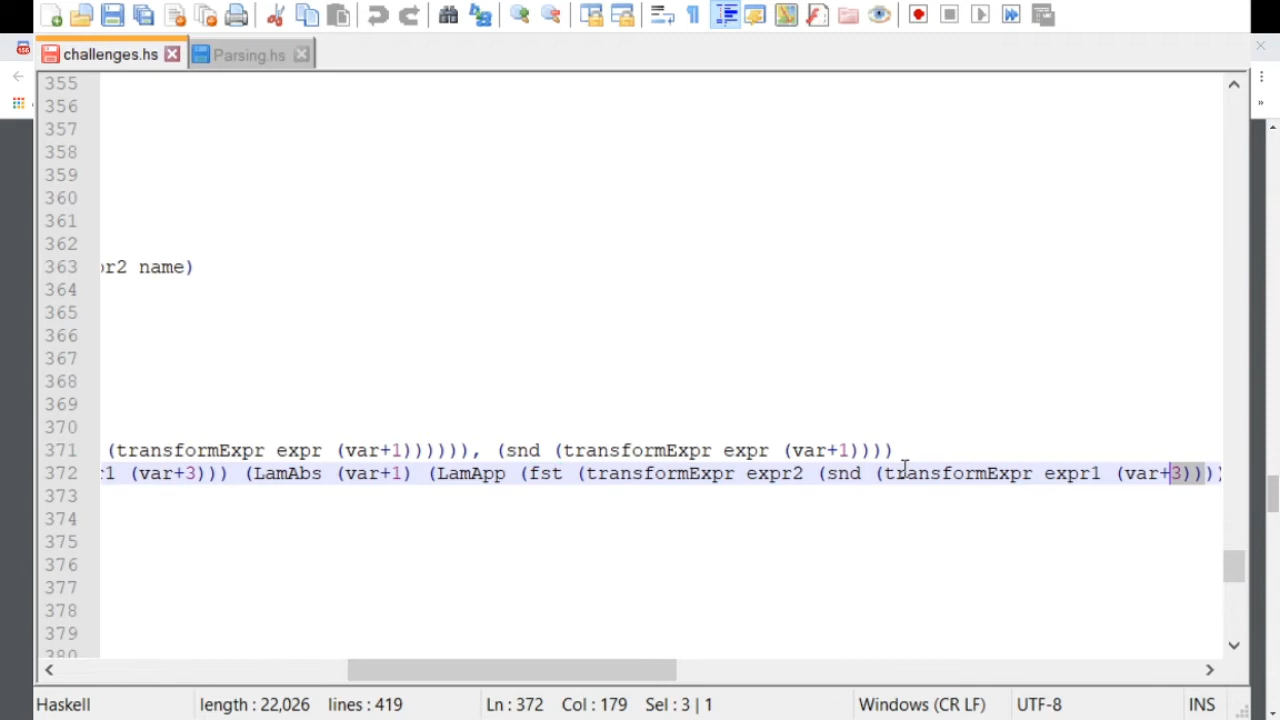 challenges.hs
Parsing.hs
355
356
357
358
359
360
361
362
363 or2 name)
364
365
366
367
368
369
370
371 (transformExpr expr (var+1)))))), (snd (transformExpr expr (var+1))))
372 r1 (var+3))) (LamAbs (var+1) (LamApp (fst (transformExpr expr2 (snd (transformExpr expr1 (var+3))))
373
374
375
376
377
378
379
380
Haskell
length : 22,026 lines : 419
Ln : 372 Col : 179 Sel : 3 | 1
Windows (CR LF)
UTF-8
INS